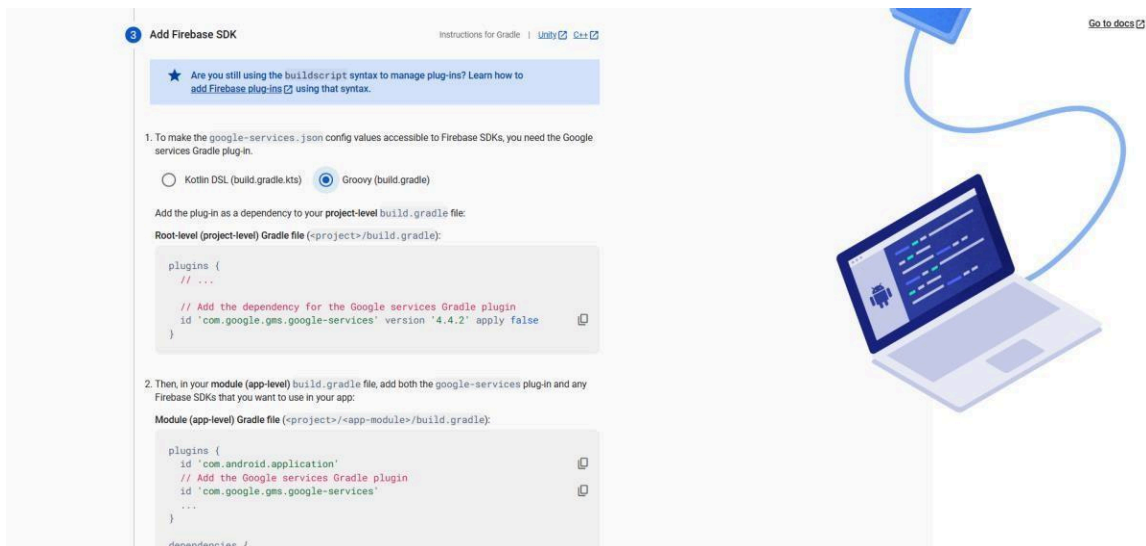 Go to docs
3 Add Firebase SDK
Instructions for Gradle | Unity C++
Are you still using the buildscript syntax to manage plug-ins? Learn how to
add Firebase plug-ins using that syntax.
1. To make the google-services.json config values accessible to Firebase SDKs, you need the Google
services Gradle plug-in.
Kotlin DSL (build.gradle.kts) Groovy (build.gradle)
Add the plug-in as a dependency to your project-level build.gradle file:
Root-level (project-level) Gradle file (<project>/build.gradle):
plugins {
// ...
// Add the dependency for the Google services Gradle plugin
id 'com.google.gms.google-services' version '4.4.2' apply false
}
2. Then, in your module (app-level) build.gradle file, add both the google-services plug-in and any
Firebase SDKs that you want to use in your app:
Module (app-level) Gradle file (<project>/<app-module>/build.gradle):
plugins {
id 'com.android.application'
// Add the Google services Gradle plugin
id 'com.google.gms.google-services'
...
}
dependencies {